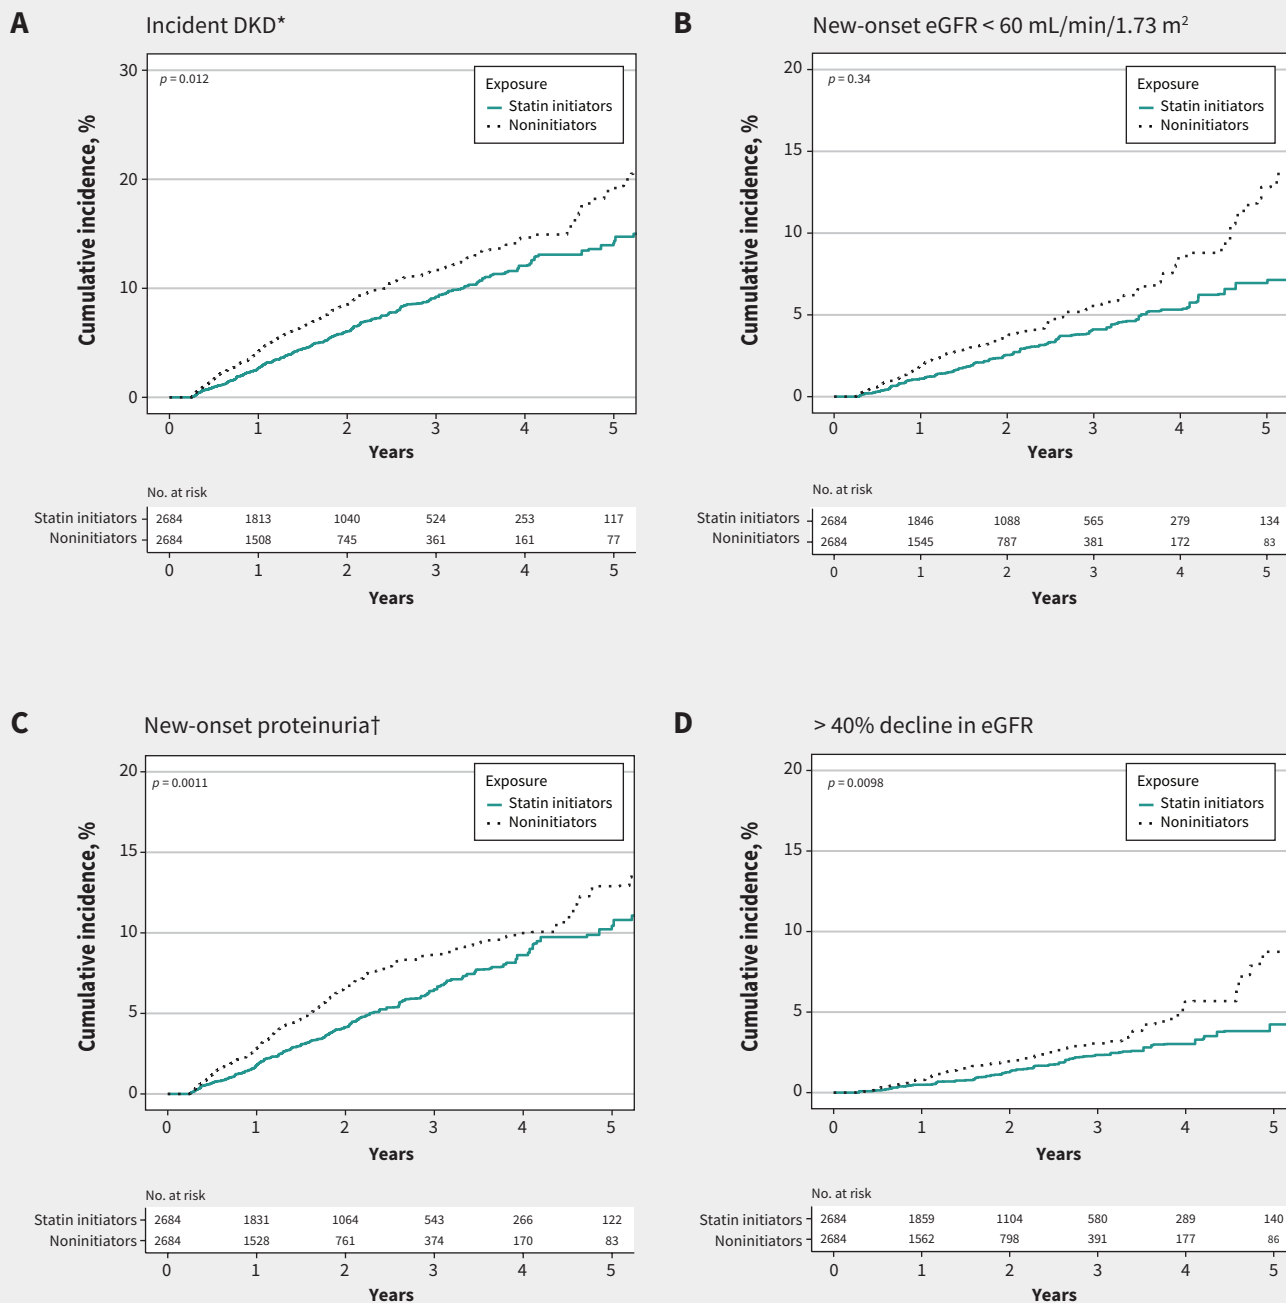 A Incident DKD*
30
20
10
0
Cumulative incidence, %
p = 0.012
Exposure
Statin initiators
Noninitiators
0 1 2 3 4 5
Years
No. at risk
Statin initiators 2684 1813 1040 524 253 117
Noninitiators 2684 1508 745 361 161 77
0 1 2 3 4 5
Years
B New-onset eGFR < 60 mL/min/1.73 m²
20
15
10
5
0
Cumulative incidence, %
p = 0.34
Exposure
Statin initiators
Noninitiators
0 1 2 3 4 5
Years
No. at risk
Statin initiators 2684 1846 1088 565 279 134
Noninitiators 2684 1545 787 381 172 83
0 1 2 3 4 5
Years
C New-onset proteinuria†
20
15
10
5
0
Cumulative incidence, %
p = 0.0011
Exposure
Statin initiators
Noninitiators
0 1 2 3 4 5
Years
No. at risk
Statin initiators 2684 1831 1064 543 266 122
Noninitiators 2684 1528 761 374 170 83
0 1 2 3 4 5
Years
D > 40% decline in eGFR
20
15
10
5
0
Cumulative incidence, %
p = 0.0098
Exposure
Statin initiators
Noninitiators
0 1 2 3 4 5
Years
No. at risk
Statin initiators 2684 1859 1104 580 289 140
Noninitiators 2684 1562 798 391 177 86
0 1 2 3 4 5
Years